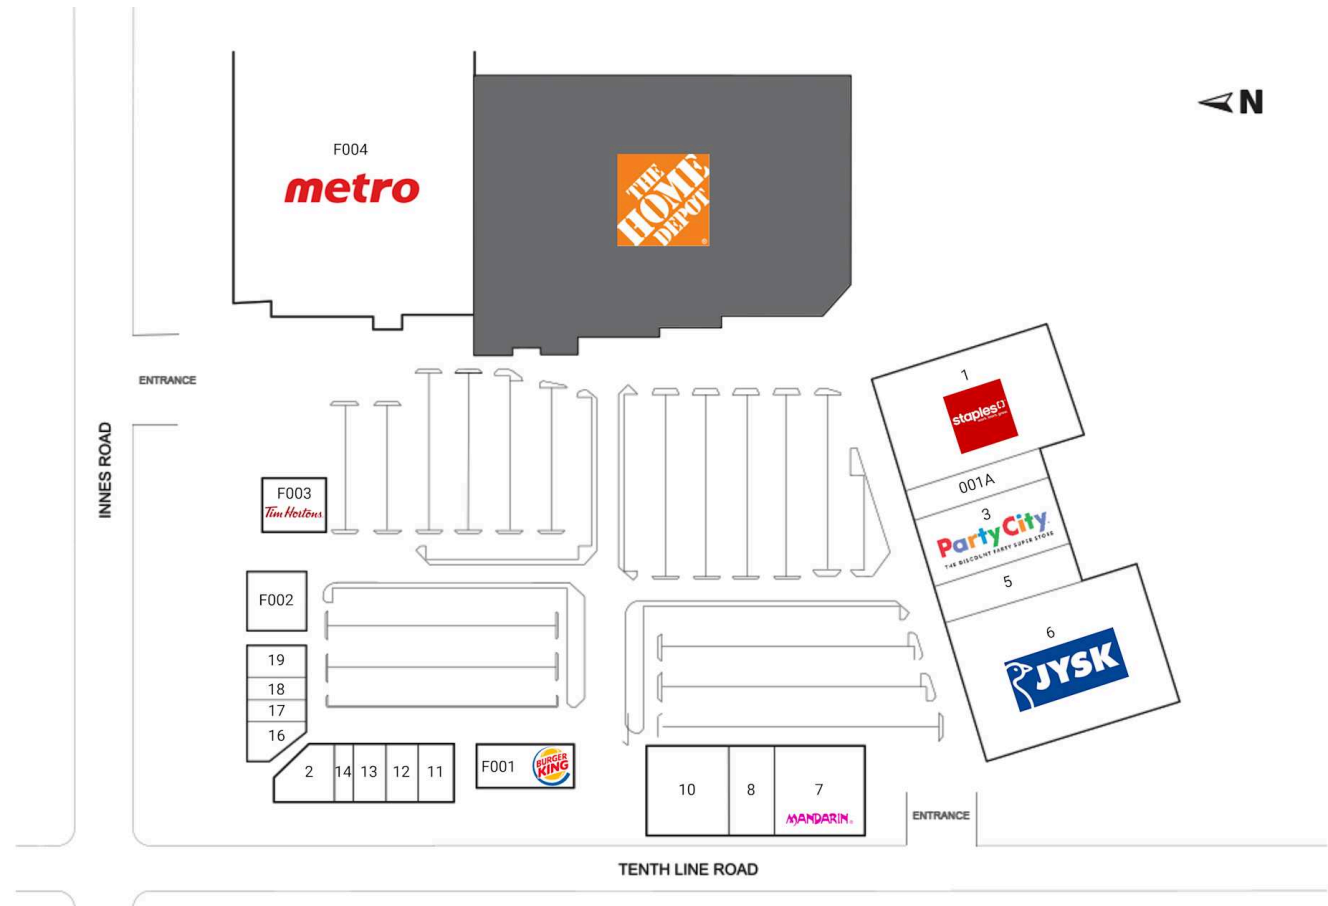 N
F004
metro
THE
HOME
DEPOT
ENTRANCE
INNES ROAD
1
staples
001A
3
Party City
THE DISCOUNT PARTY SUPER STORE
5
6
JYSK
F003
Tim Hortons
F002
19
18
17
16
2
14
13
12
11
F001
BURGER
KING
10
8
7
MANDARIN
ENTRANCE
TENTH LINE ROAD